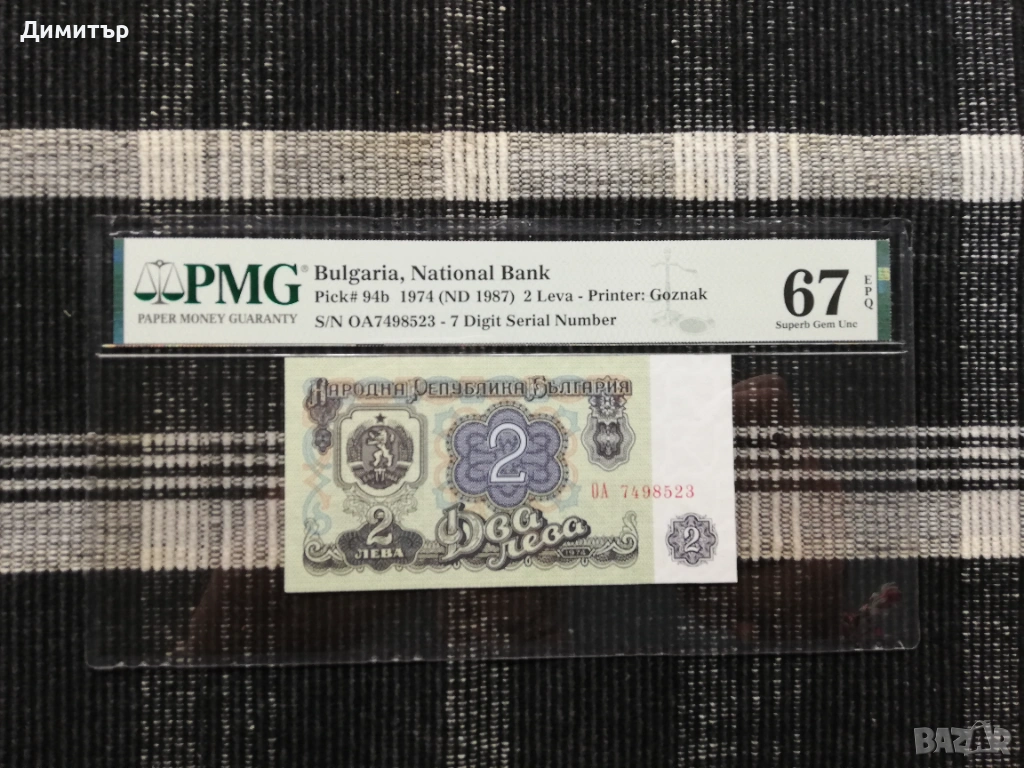 Димитър
PMG
PAPER MONEY GUARANTY
Bulgaria, National Bank
Pick# 94b 1974 (ND 1987) 2 Leva - Printer: Goznak
S/N OA7498523 - 7 Digit Serial Number
67
EPQ
Superb Gem Unc
НАРОДНА РЕПУБЛИКА БЪЛГАРИЯ
2
ОА 7498523
2
ЛЕВА
Два
лева
1974
2
BAZAR